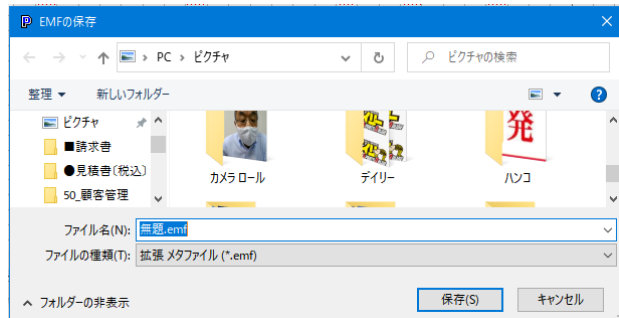 EMFの保存
PC › ピクチャ
ピクチャの検索
整理 新しいフォルダー
ピクチャ
■請求書
●見積書〔税込〕
50_顧客管理
発
カメラロール
デイリー
ハンコ
ファイル名(N): 無題.emf
ファイルの種類(T): 拡張メタファイル (*.emf)
フォルダーの非表示
保存(S)
キャンセル